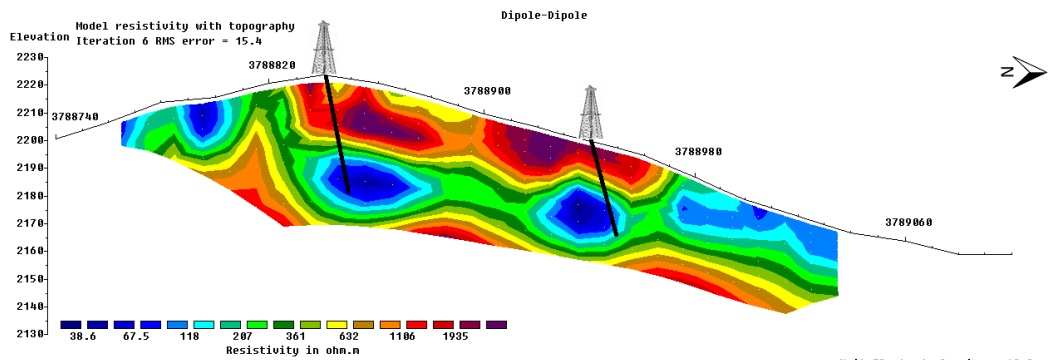 Dipole-Dipole
Model resistivity with topography
Elevation Iteration 6 RMS error = 15.4
2230
3788820
2220
3788900
2210
3788740
2200
3788980
2190
2180
2170
3789060
2160
2150
2140
2130
38.6 67.5 118 207 361 632 1106 1935
Resistivity in ohm.m
N